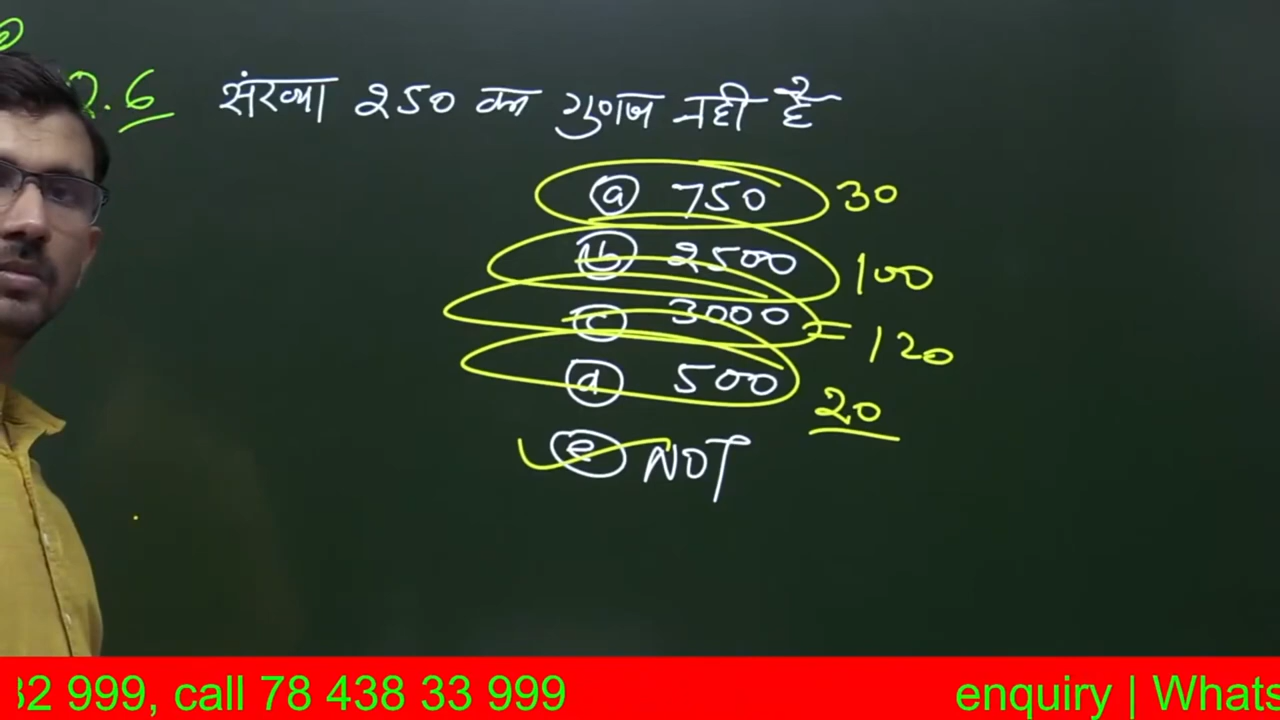 Q.6 संख्या 250 का गुणज नही है
a 750 30
b 2500 100
c 3000 = 120
d 500 20
e NOT
32 999, call 78 438 33 999 enquiry | Whats